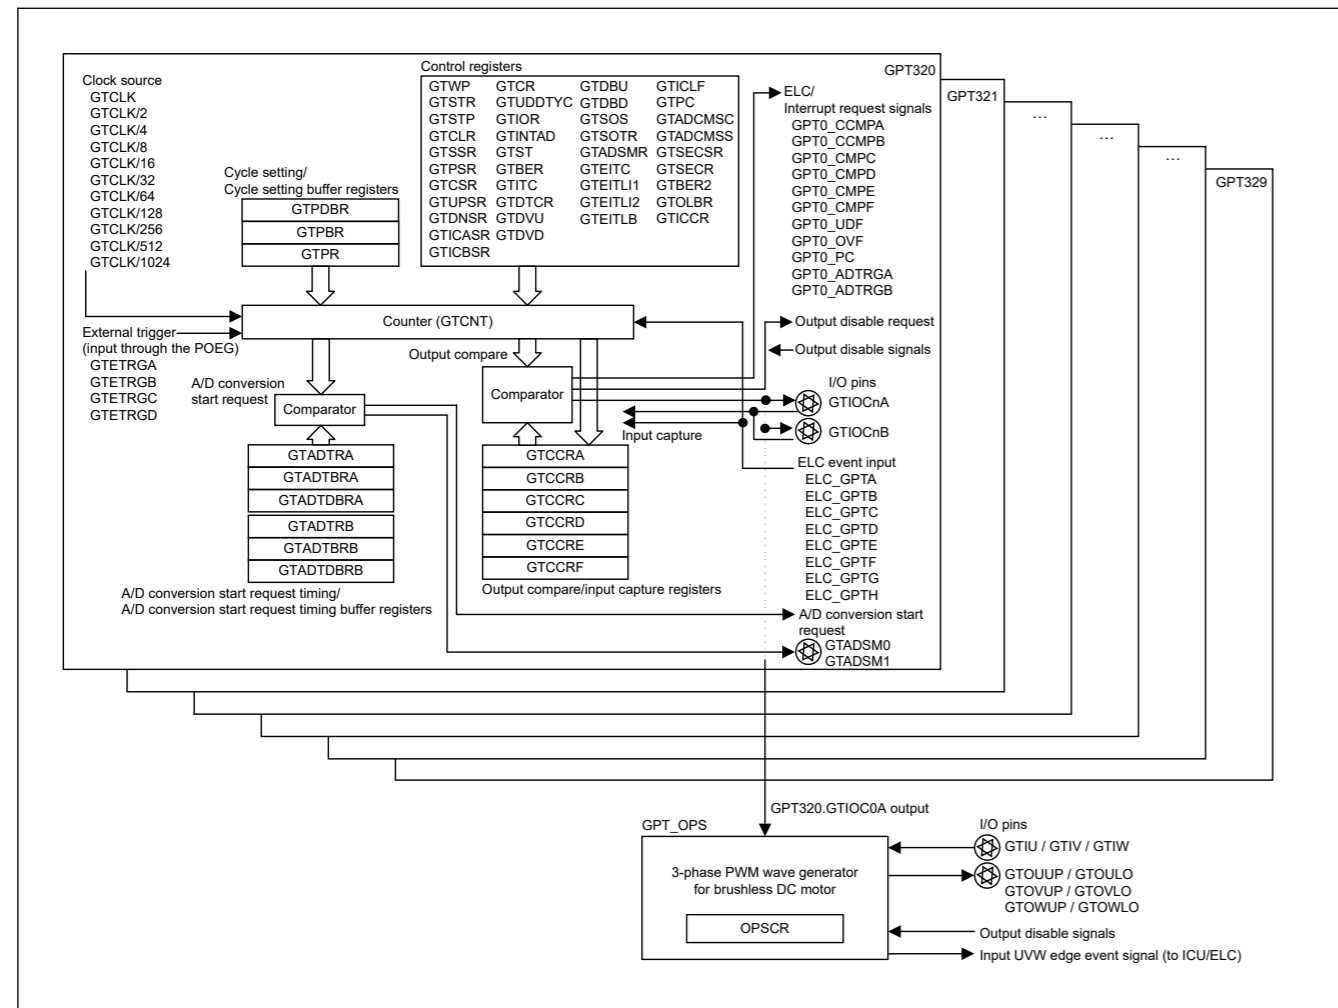 GPT320
GPT321
...
...
...
GPT329
Clock source
GTCLK
GTCLK/2
GTCLK/4
GTCLK/8
GTCLK/16
GTCLK/32
GTCLK/64
GTCLK/128
GTCLK/256
GTCLK/512
GTCLK/1024
External trigger
(input through the POEG)
GTETRGA
GTETRGB
GTETRGC
GTETRGD
Cycle setting/
Cycle setting buffer registers
GTPDBR
GTPBR
GTPR
Control registers
GTWP GTCR GTDBU GTICLF
GTSTR GTUDDTYC GTDBD GTPC
GTSTP GTIOR GTSOS GTADCMSC
GTCLR GTINTAD GTSOTR GTADCMSS
GTSSR GTST GTADSMR GTSECSR
GTPSR GTBER GTEITC GTSECR
GTCSR GTITC GTEITLI1 GTBER2
GTUPSR GTDTCR GTEITLI2 GTOLBR
GTDNSR GTDVU GTEITLB GTICCR
GTICASR GTDVD
GTICBSR
Counter (GTCNT)
A/D conversion
start request
Comparator
GTADTRA
GTADTBRA
GTADTDBRA
GTADTRB
GTADTBRB
GTADTDBRB
A/D conversion start request timing/
A/D conversion start request timing buffer registers
Output compare
Comparator
Input capture
GTCCRA
GTCCRB
GTCCRC
GTCCRD
GTCCRE
GTCCRF
Output compare/input capture registers
ELC/
Interrupt request signals
GPT0_CCMPA
GPT0_CCMPB
GPT0_CMPC
GPT0_CMPD
GPT0_CMPE
GPT0_CMPF
GPT0_UDF
GPT0_OVF
GPT0_PC
GPT0_ADTRGA
GPT0_ADTRGB
Output disable request
Output disable signals
I/O pins
GTIOCnA
GTIOCnB
ELC event input
ELC_GPTA
ELC_GPTB
ELC_GPTC
ELC_GPTD
ELC_GPTE
ELC_GPTF
ELC_GPTG
ELC_GPTH
A/D conversion start
request
GTADSM0
GTADSM1
GPT320.GTIOC0A output
GPT_OPS
3-phase PWM wave generator
for brushless DC motor
OPSCR
I/O pins
GTIU / GTIV / GTIW
GTOUUP / GTOULO
GTOVUP / GTOVLO
GTOWUP / GTOWLO
Output disable signals
Input UVW edge event signal (to ICU/ELC)